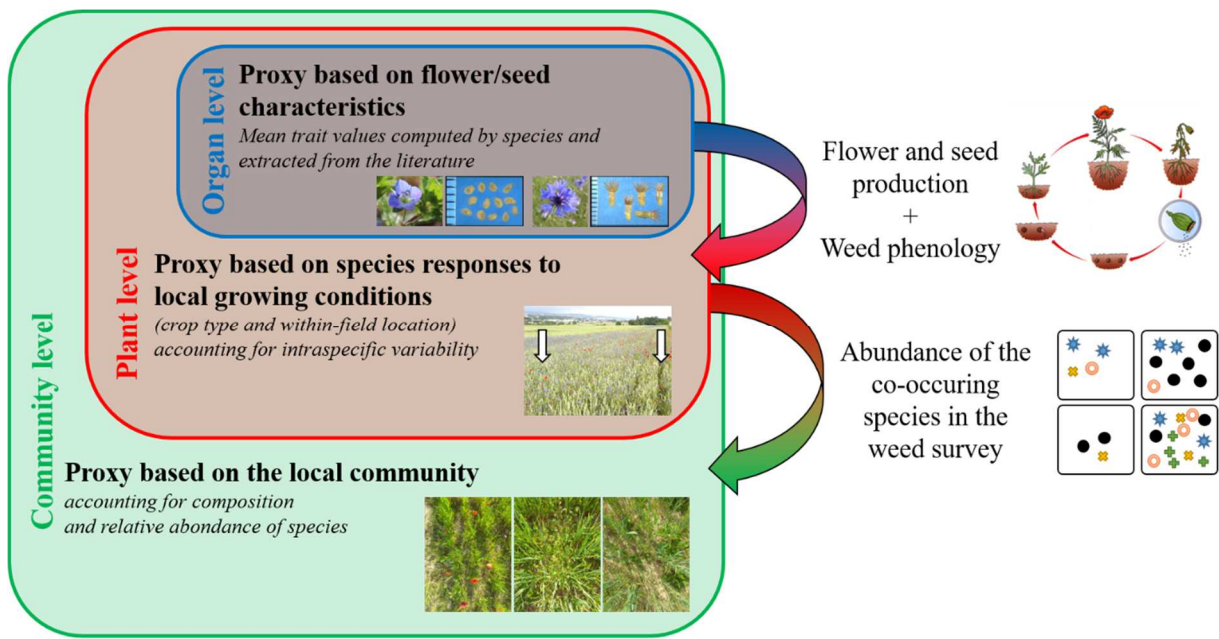 Organ level
Proxy based on flower/seed
characteristics
Mean trait values computed by species and
extracted from the literature
Flower and seed
production
+
Weed phenology
Plant level
Proxy based on species responses to
local growing conditions
(crop type and within-field location)
accounting for intraspecific variability
Abundance of the
co-occuring
species in the
weed survey
Community level
Proxy based on the local community
accounting for composition
and relative abondance of species